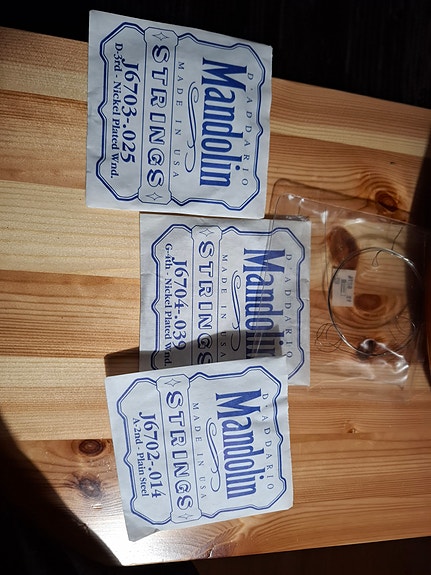 D'ADDARIO
Mandolin
MADE IN USA
STRINGS
J6703-.025
D-3rd - Nickel Plated Wnd.
D'ADDARIO
Mandolin
MADE IN USA
STRINGS
J6704-.039
G-4th - Nickel Plated Wnd.
D'ADDARIO
Mandolin
MADE IN USA
STRINGS
J6702-.014
A-2nd - Plain Steel